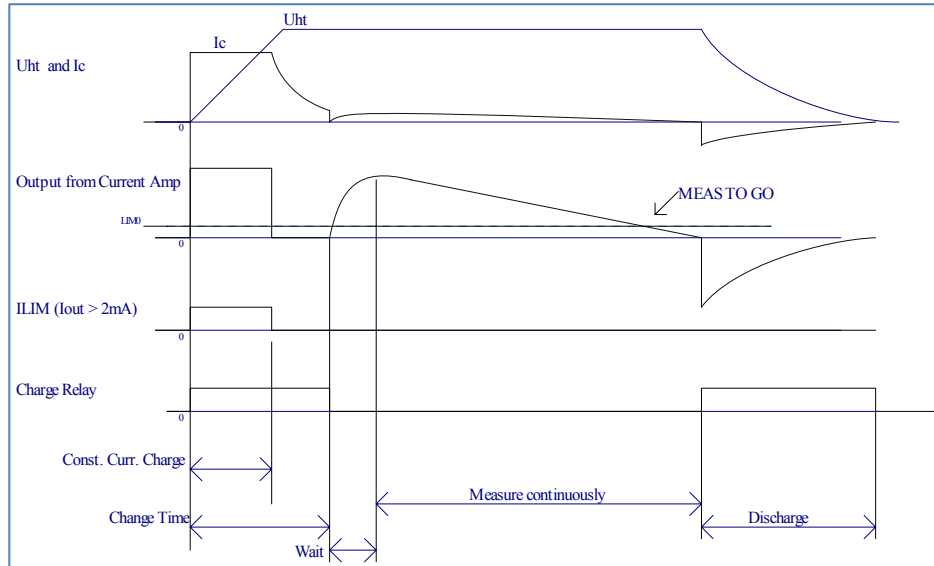 Uht
Ic
Uht and Ic
0
Output from Current Amp
MEAS TO GO
LIM0
0
ILIM (Iout > 2mA)
0
Charge Relay
0
Const. Curr. Charge
Measure continuously
Change Time
Discharge
Wait